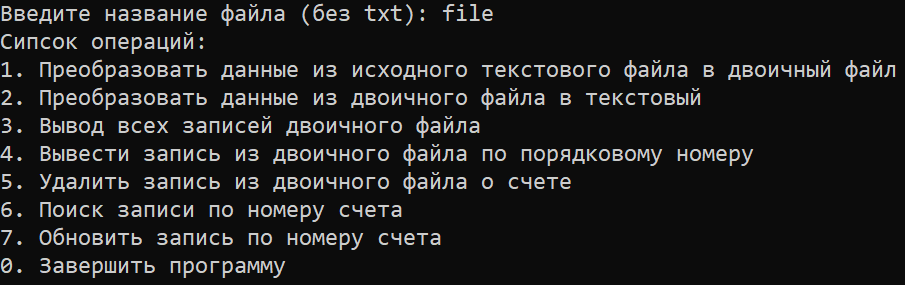 Введите название файла (без txt): file
Сипсок операций:
1. Преобразовать данные из исходного текстового файла в двоичный файл
2. Преобразовать данные из двоичного файла в текстовый
3. Вывод всех записей двоичного файла
4. Вывести запись из двоичного файла по порядковому номеру
5. Удалить запись из двоичного файла о счете
6. Поиск записи по номеру счета
7. Обновить запись по номеру счета
0. Завершить программу